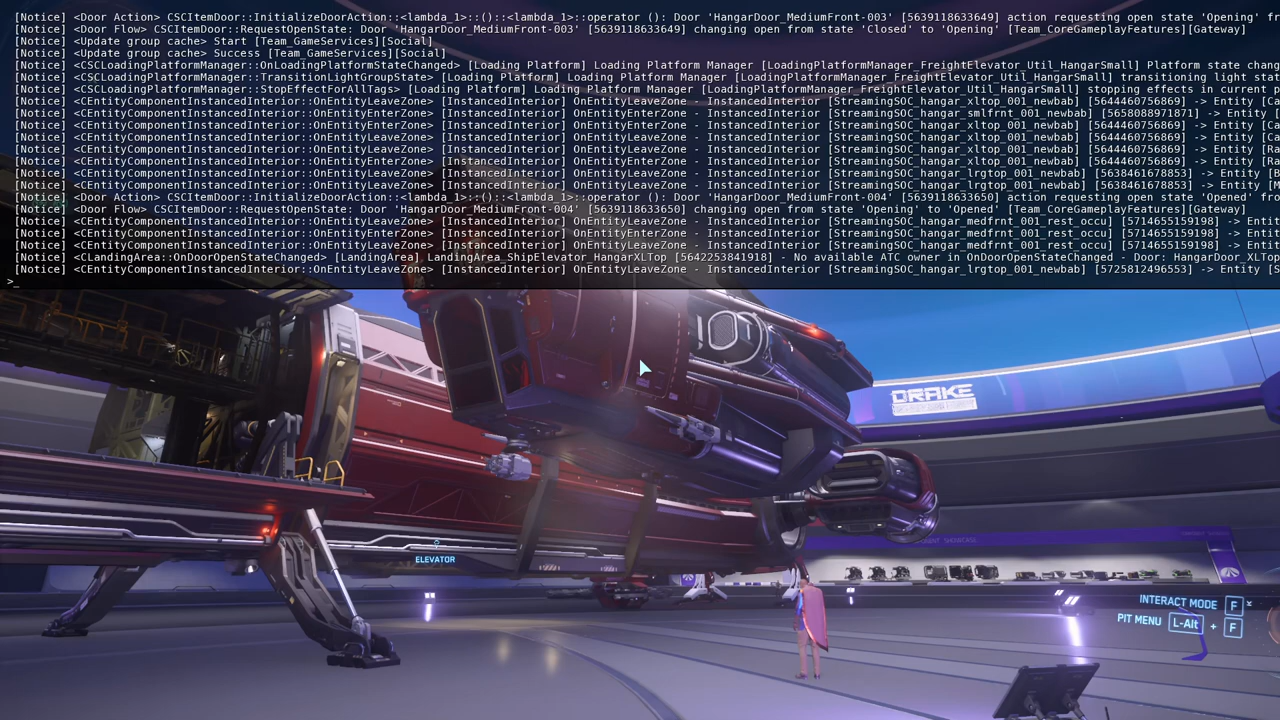 [Notice] <Door Action> CSCItemDoor::InitializeDoorAction::<lambda_1>::()::<lambda_1>::operator (): Door 'HangarDoor_MediumFront-003' [5639118633649] action requesting open state 'Opening' fr
[Notice] <Door Flow> CSCItemDoor::RequestOpenState: Door 'HangarDoor_MediumFront-003' [5639118633649] changing open from state 'Closed' to 'Opening' [Team_CoreGameplayFeatures][Gateway]
[Notice] <Update group cache> Start [Team_GameServices][Social]
[Notice] <Update group cache> Success [Team_GameServices][Social]
[Notice] <CSCLoadingPlatformManager::OnLoadingPlatformStateChanged> [Loading Platform] Loading Platform Manager [LoadingPlatformManager_FreightElevator_Util_HangarSmall] Platform state chang
[Notice] <CSCLoadingPlatformManager::TransitionLightGroupState> [Loading Platform] Loading Platform Manager [LoadingPlatformManager_FreightElevator_Util_HangarSmall] transitioning light stat
[Notice] <CSCLoadingPlatformManager::StopEffectForAllTags> [Loading Platform] Loading Platform Manager [LoadingPlatformManager_FreightElevator_Util_HangarSmall] stopping effects in current p
[Notice] <CEntityComponentInstancedInterior::OnEntityLeaveZone> [InstancedInterior] OnEntityLeaveZone - InstancedInterior [StreamingSOC_hangar_xltop_001_newbab] [5644460756869] -> Entity [Ca
[Notice] <CEntityComponentInstancedInterior::OnEntityEnterZone> [InstancedInterior] OnEntityEnterZone - InstancedInterior [StreamingSOC_hangar_smlfrnt_001_newbab] [5658088971871] -> Entity [
[Notice] <CEntityComponentInstancedInterior::OnEntityEnterZone> [InstancedInterior] OnEntityEnterZone - InstancedInterior [StreamingSOC_hangar_xltop_001_newbab] [5644460756869] -> Entity [Ca
[Notice] <CEntityComponentInstancedInterior::OnEntityLeaveZone> [InstancedInterior] OnEntityLeaveZone - InstancedInterior [StreamingSOC_hangar_xltop_001_newbab] [5644460756869] -> Entity [Ca
[Notice] <CEntityComponentInstancedInterior::OnEntityLeaveZone> [InstancedInterior] OnEntityLeaveZone - InstancedInterior [StreamingSOC_hangar_xltop_001_newbab] [5644460756869] -> Entity [Ra
[Notice] <CEntityComponentInstancedInterior::OnEntityEnterZone> [InstancedInterior] OnEntityEnterZone - InstancedInterior [StreamingSOC_hangar_xltop_001_newbab] [5644460756869] -> Entity [Ra
[Notice] <CEntityComponentInstancedInterior::OnEntityLeaveZone> [InstancedInterior] OnEntityLeaveZone - InstancedInterior [StreamingSOC_hangar_lrgtop_001_newbab] [5638461678853] -> Entity [B
[Notice] <CEntityComponentInstancedInterior::OnEntityLeaveZone> [InstancedInterior] OnEntityLeaveZone - InstancedInterior [StreamingSOC_hangar_lrgtop_001_newbab] [5638461678853] -> Entity [M
[Notice] <Door Action> CSCItemDoor::InitializeDoorAction::<lambda_1>::()::<lambda_1>::operator (): Door 'HangarDoor_MediumFront-004' [5639118633650] action requesting open state 'Opened' fro
[Notice] <Door Flow> CSCItemDoor::RequestOpenState: Door 'HangarDoor_MediumFront-004' [5639118633650] changing open from state 'Opening' to 'Opened' [Team_CoreGameplayFeatures][Gateway]
[Notice] <CEntityComponentInstancedInterior::OnEntityLeaveZone> [InstancedInterior] OnEntityLeaveZone - InstancedInterior [StreamingSOC_hangar_medfrnt_001_rest_occu] [5714655159198] -> Entit
[Notice] <CEntityComponentInstancedInterior::OnEntityEnterZone> [InstancedInterior] OnEntityEnterZone - InstancedInterior [StreamingSOC_hangar_medfrnt_001_rest_occu] [5714655159198] -> Entit
[Notice] <CEntityComponentInstancedInterior::OnEntityLeaveZone> [InstancedInterior] OnEntityLeaveZone - InstancedInterior [StreamingSOC_hangar_medfrnt_001_rest_occu] [5714655159198] -> Entit
[Notice] <CLandingArea::OnDoorOpenStateChanged> [LandingArea] LandingArea_ShipElevator_HangarXLTop [5642253841918] - No available ATC owner in OnDoorOpenStateChanged - Door: HangarDoor_XLTop
[Notice] <CEntityComponentInstancedInterior::OnEntityLeaveZone> [InstancedInterior] OnEntityLeaveZone - InstancedInterior [StreamingSOC_hangar_lrgtop_001_newbab] [5725812496553] -> Entity [S
>_
DRAKE
ELEVATOR
SHOWCASE
INTERACT MODE F
PIT MENU L-Alt + F